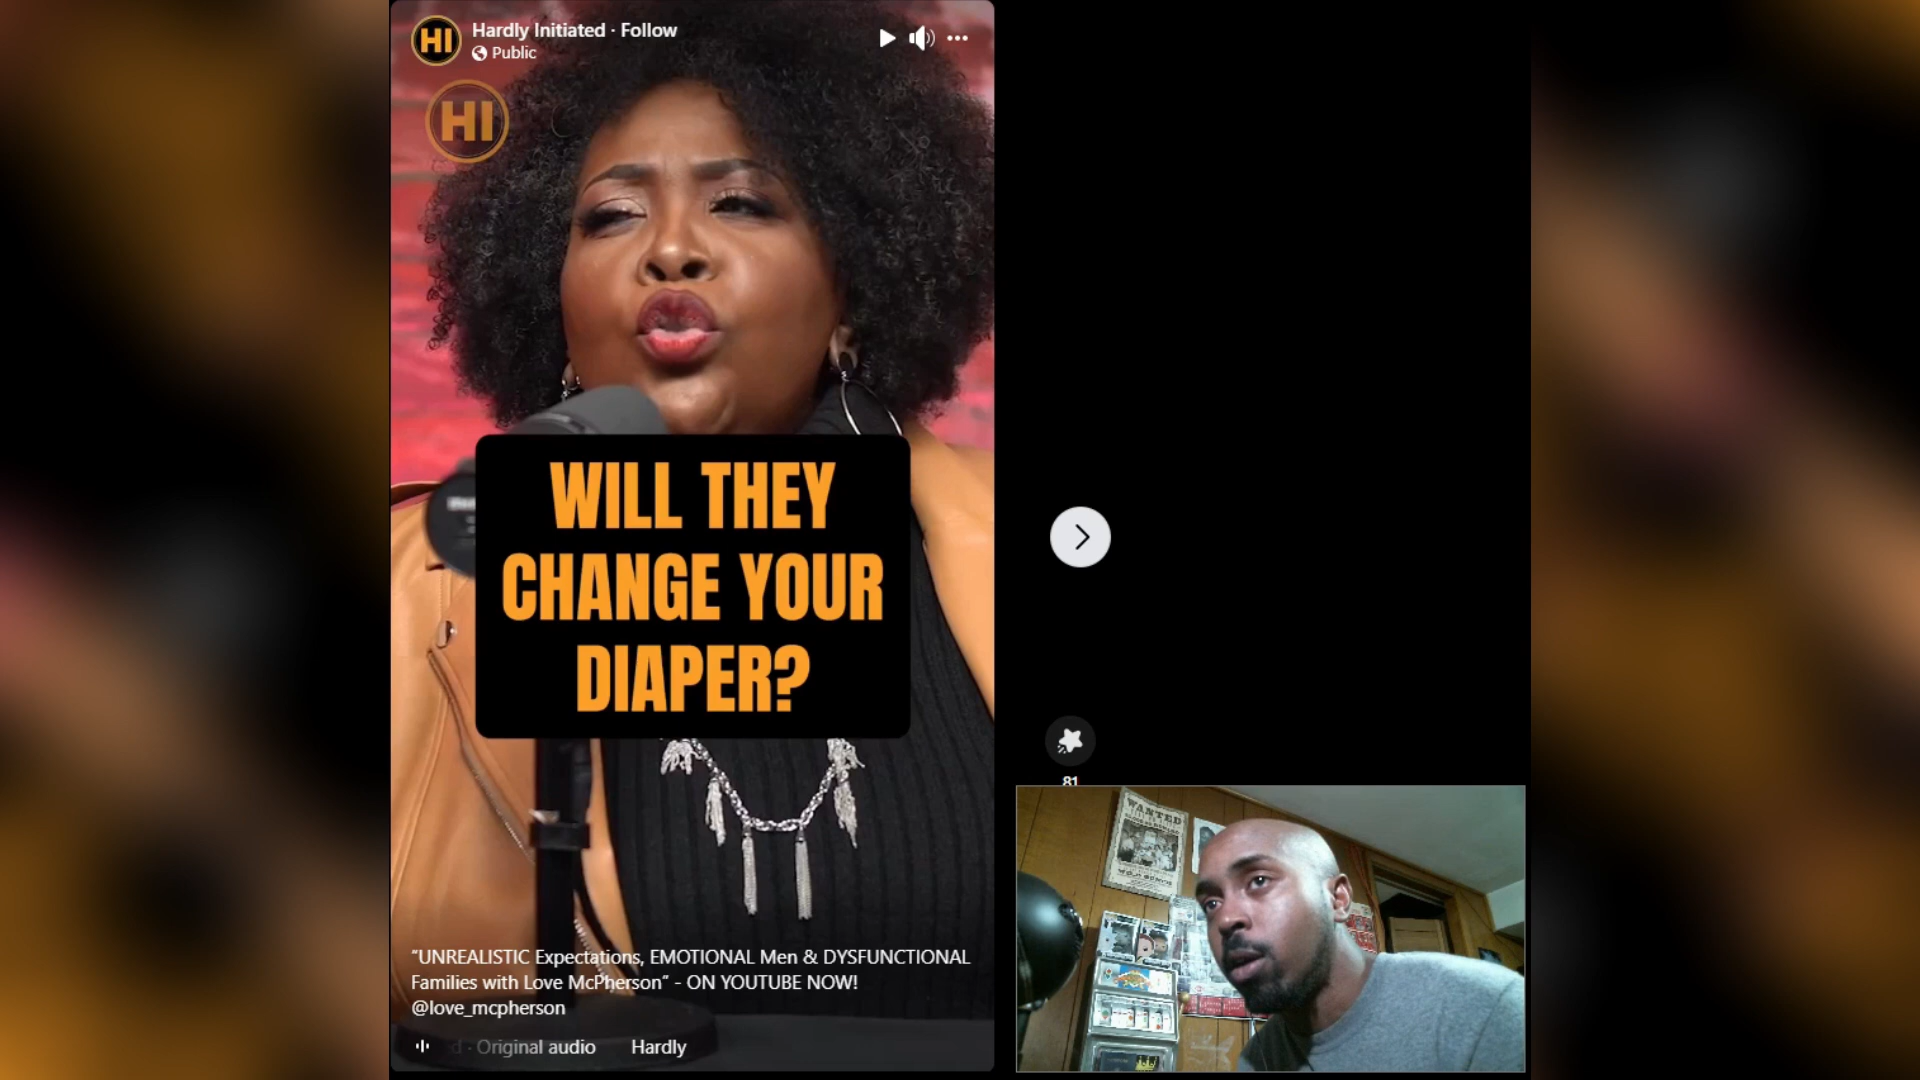 HI
Hardly Initiated · Follow
Public
HI
WILL THEY
CHANGE YOUR
DIAPER?
“UNREALISTIC Expectations, EMOTIONAL Men & DYSFUNCTIONAL
Families with Love McPherson” - ON YOUTUBE NOW!
@love_mcpherson
d · Original audio Hardly
81
WANTED